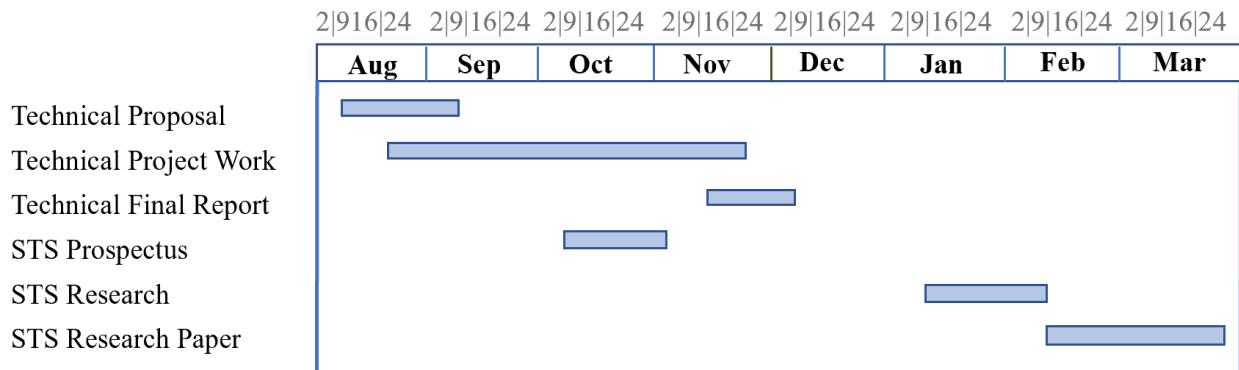 2|916|24 2|9|16|24 2|9|16|24 2|9|16|24 2|9|16|24 2|9|16|24 2|9|16|24 2|9|16|24
Aug Sep Oct Nov Dec Jan Feb Mar
Technical Proposal
Technical Project Work
Technical Final Report
STS Prospectus
STS Research
STS Research Paper